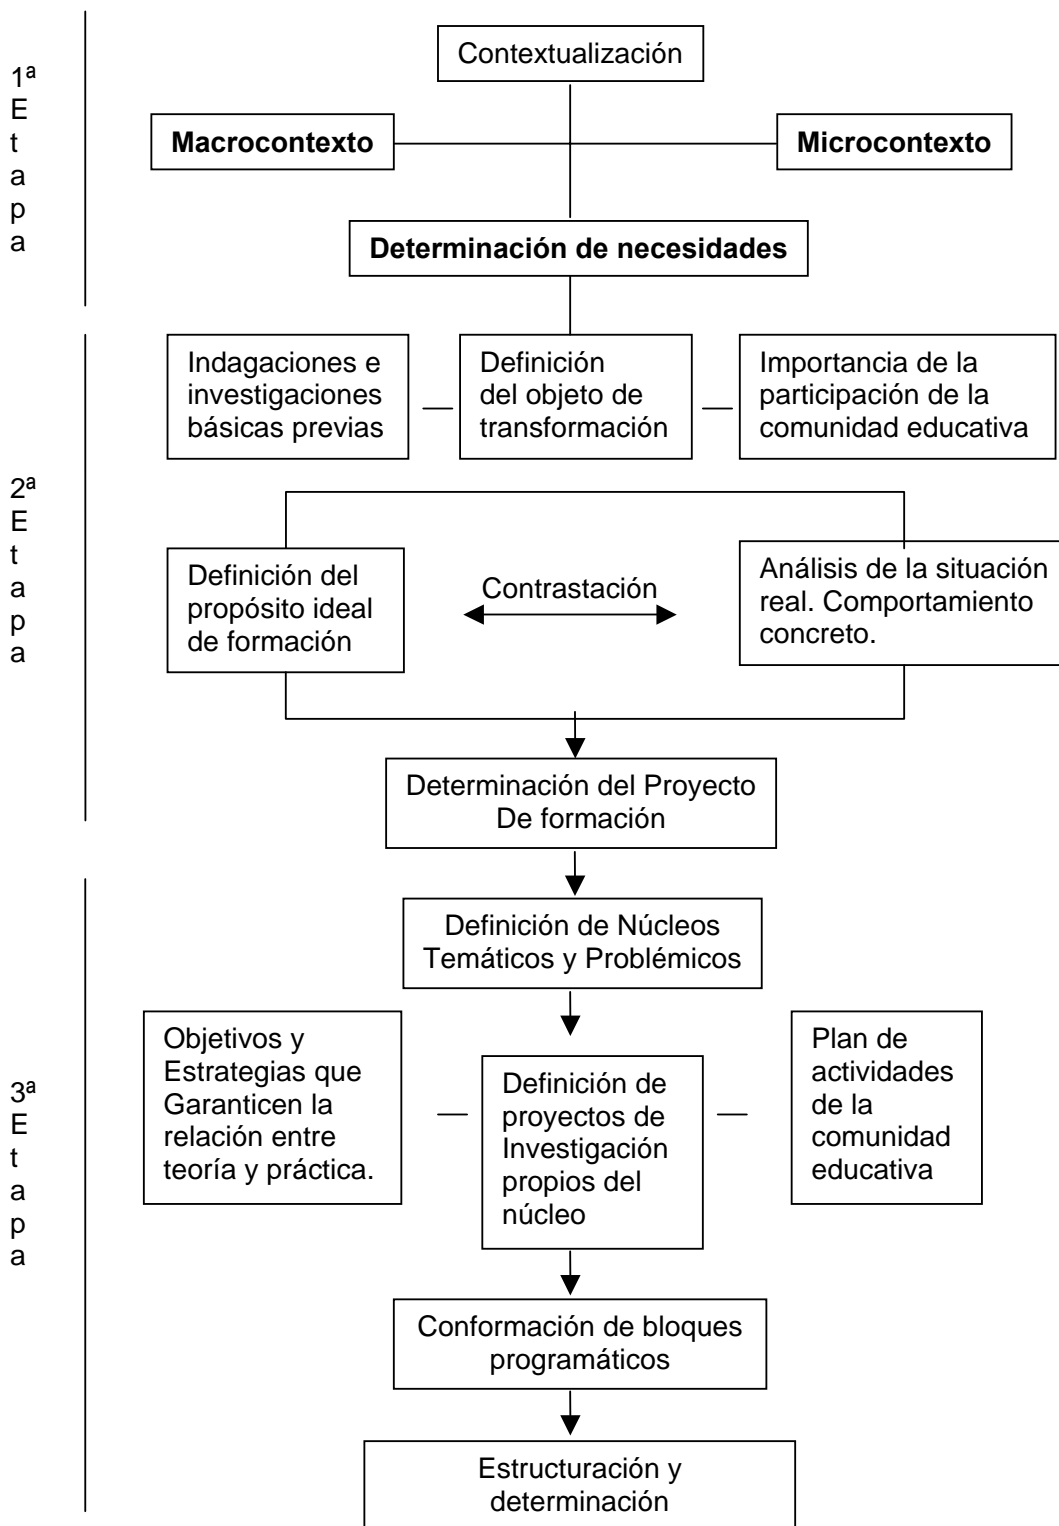 1ª
E
t
a
p
a
Contextualización
Macrocontexto
Microcontexto
Determinación de necesidades
2ª
E
t
a
p
a
Indagaciones e
investigaciones
básicas previas
Definición
del objeto de
transformación
Importancia de la
participación de la
comunidad educativa
Definición del
propósito ideal
de formación
Contrastación
Análisis de la situación
real. Comportamiento
concreto.
Determinación del Proyecto
De formación
3ª
E
t
a
p
a
Definición de Núcleos
Temáticos y Problémicos
Objetivos y
Estrategias que
Garanticen la
relación entre
teoría y práctica.
Definición de
proyectos de
Investigación
propios del
núcleo
Plan de
actividades
de la
comunidad
educativa
Conformación de bloques
programáticos
Estructuración y
determinación